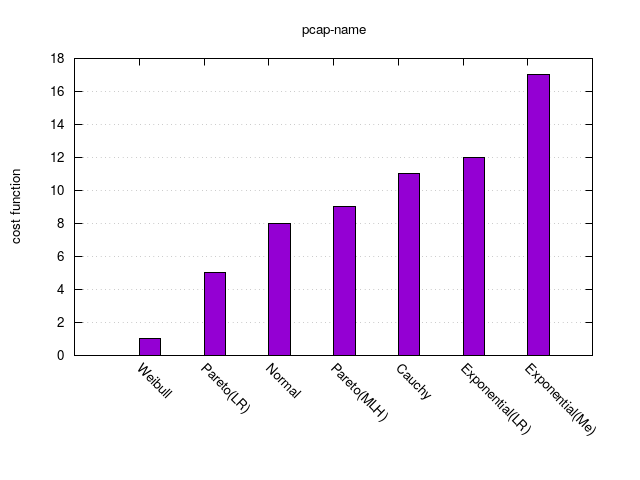 pcap-name
cost function
18
16
14
12
10
8
6
4
2
0
Weibull
Pareto(LR)
Normal
Pareto(MLH)
Cauchy
Exponential(LR)
Exponential(Me)